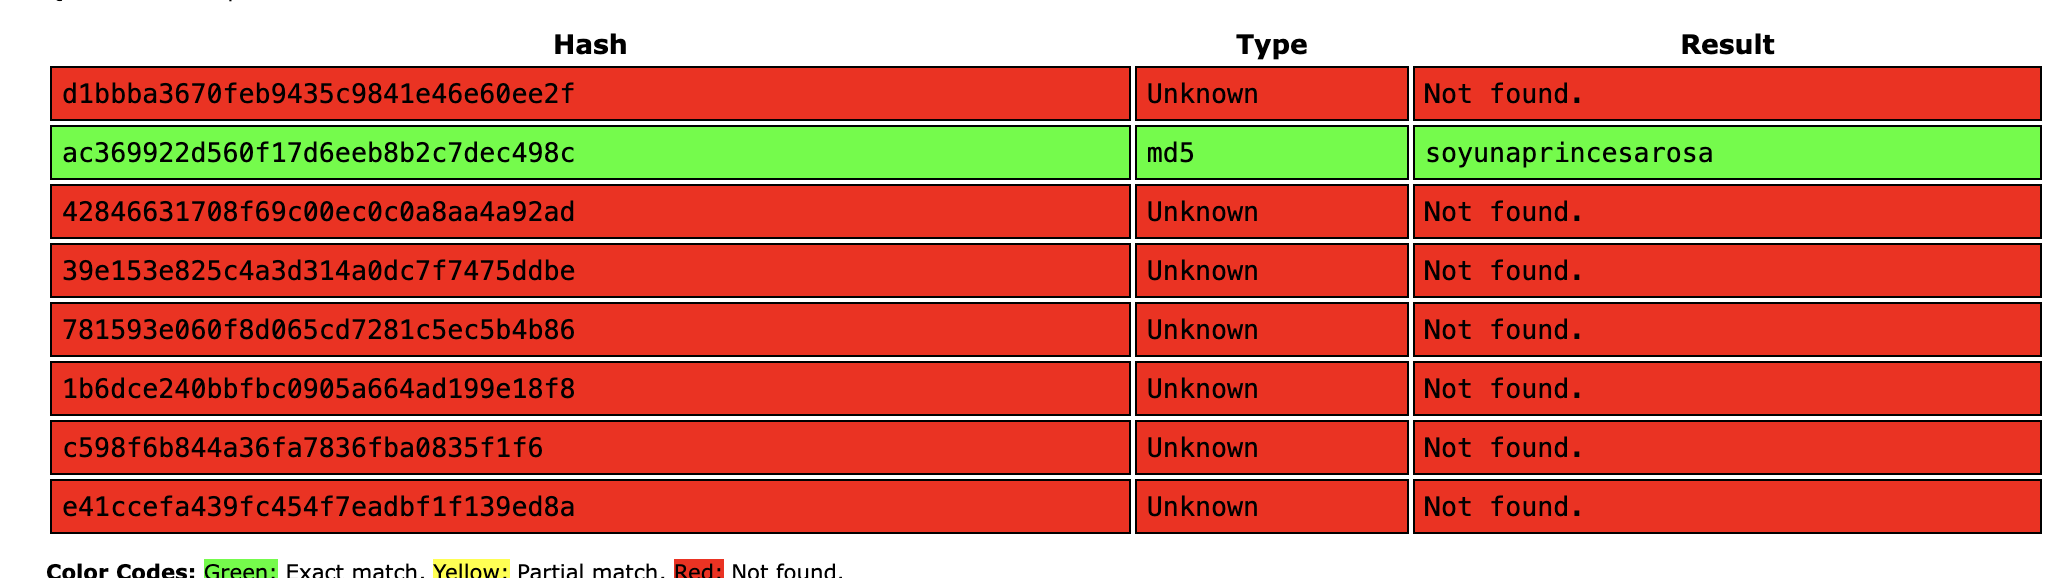 Hash Type Result
d1bbba3670feb9435c9841e46e60ee2f Unknown Not found.
ac369922d560f17d6eeb8b2c7dec498c md5 soyunaprincesarosa
42846631708f69c00ec0c0a8aa4a92ad Unknown Not found.
39e153e825c4a3d314a0dc7f7475ddbe Unknown Not found.
781593e060f8d065cd7281c5ec5b4b86 Unknown Not found.
1b6dce240bbfbc0905a664ad199e18f8 Unknown Not found.
c598f6b844a36fa7836fba0835f1f6 Unknown Not found.
e41ccefa439fc454f7eadbf1f139ed8a Unknown Not found.
Color Codes: Green: Exact match, Yellow: Partial match, Red: Not found.